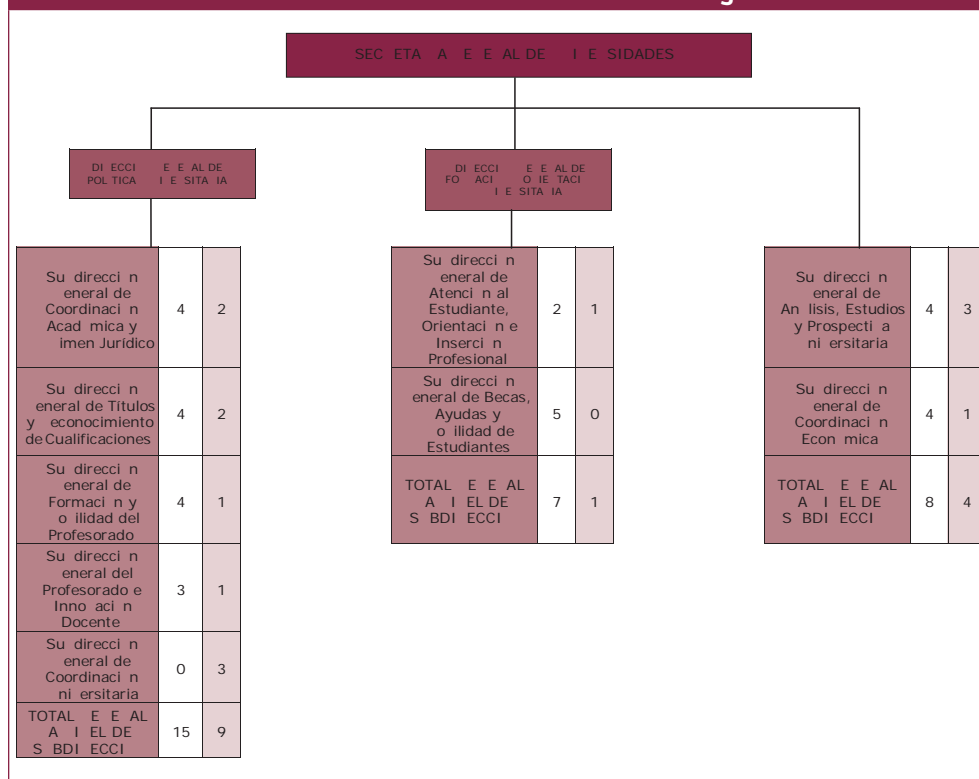 SEC ETA A E E AL DE I E SIDADES
DI ECCI E E AL DE
POL TICA I E SITA IA
DI ECCI E E AL DE
FO ACI O IE TACI
I E SITA IA
Su direcci n
eneral de
Coordinaci n
Acad mica y
imen Jurídico
4 2
Su direcci n
eneral de Títulos
y econocimiento
de Cualificaciones
4 2
Su direcci n
eneral de
Formaci n y
o ilidad del
Profesorado
4 1
Su direcci n
eneral del
Profesorado e
Inno aci n
Docente
3 1
Su direcci n
eneral de
Coordinaci n
ni ersitaria
0 3
TOTAL E E AL
A I EL DE
S BDI ECCI
15 9
Su direcci n
eneral de
Atenci n al
Estudiante,
Orientaci n e
Inserci n
Profesional
2 1
Su direcci n
eneral de Becas,
Ayudas y
o ilidad de
Estudiantes
5 0
TOTAL E E AL
A I EL DE
S BDI ECCI
7 1
Su direcci n
eneral de
An lisis, Estudios
y Prospecti a
ni ersitaria
4 3
Su direcci n
eneral de
Coordinaci n
Econ mica
4 1
TOTAL E E AL
A I EL DE
S BDI ECCI
8 4